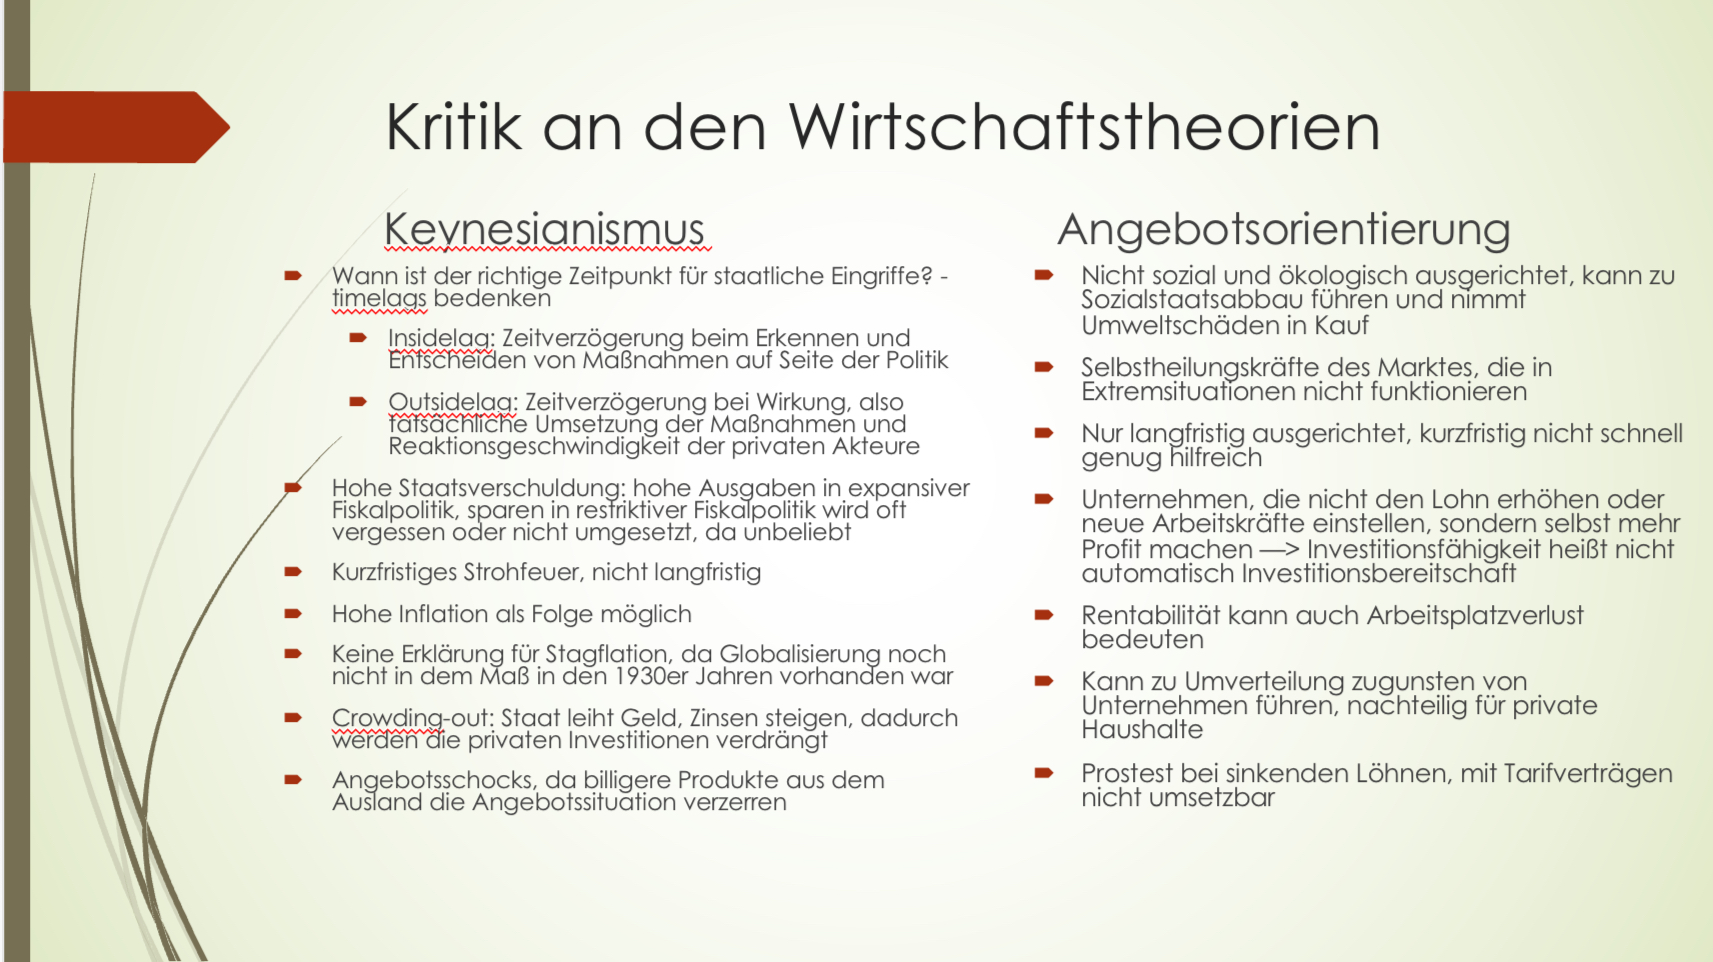 Kritik an den Wirtschaftstheorien
Keynesianismus
Wann ist der richtige Zeitpunkt für staatliche Eingriffe? -
timelags bedenken
Insidelag: Zeitverzögerung beim Erkennen und
Entscheiden von Maßnahmen auf Seite der Politik
Outsidelag: Zeitverzögerung bei Wirkung, also
tatsächliche Umsetzung der Maßnahmen und
Reaktionsgeschwindigkeit der privaten Akteure
Hohe Staatsverschuldung: hohe Ausgaben in expansiver
Fiskalpolitik, sparen in restriktiver Fiskalpolitik wird oft
vergessen oder nicht umgesetzt, da unbeliebt
Kurzfristiges Strohfeuer, nicht langfristig
Hohe Inflation als Folge möglich
Keine Erklärung für Stagflation, da Globalisierung noch
nicht in dem Maß in den 1930er Jahren vorhanden war
Crowding-out: Staat leiht Geld, Zinsen steigen, dadurch
werden die privaten Investitionen verdrängt
Angebotsschocks, da billigere Produkte aus dem
Ausland die Angebotssituation verzerren
Angebotsorientierung
Nicht sozial und ökologisch ausgerichtet, kann zu
Sozialstaatsabbau führen und nimmt
Umweltschäden in Kauf
Selbstheilungskräfte des Marktes, die in
Extremsituationen nicht funktionieren
Nur langfristig ausgerichtet, kurzfristig nicht schnell
genug hilfreich
Unternehmen, die nicht den Lohn erhöhen oder
neue Arbeitskräfte einstellen, sondern selbst mehr
Profit machen —> Investitionsfähigkeit heißt nicht
automatisch Investitionsbereitschaft
Rentabilität kann auch Arbeitsplatzverlust
bedeuten
Kann zu Umverteilung zugunsten von
Unternehmen führen, nachteilig für private
Haushalte
Prostest bei sinkenden Löhnen, mit Tarifverträgen
nicht umsetzbar